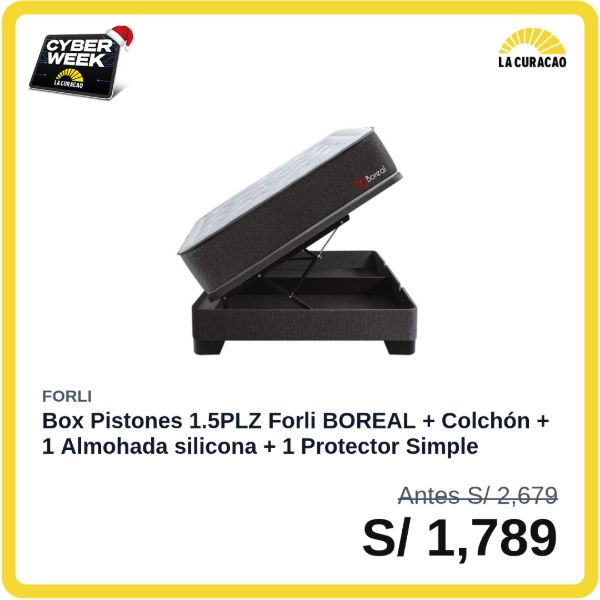 CYBER
WEEK
LA CURACAO
LA CURACAO
Boreal
FORLI
Box Pistones 1.5PLZ Forli BOREAL + Colchón +
1 Almohada silicona + 1 Protector Simple
Antes S/ 2,679
S/ 1,789